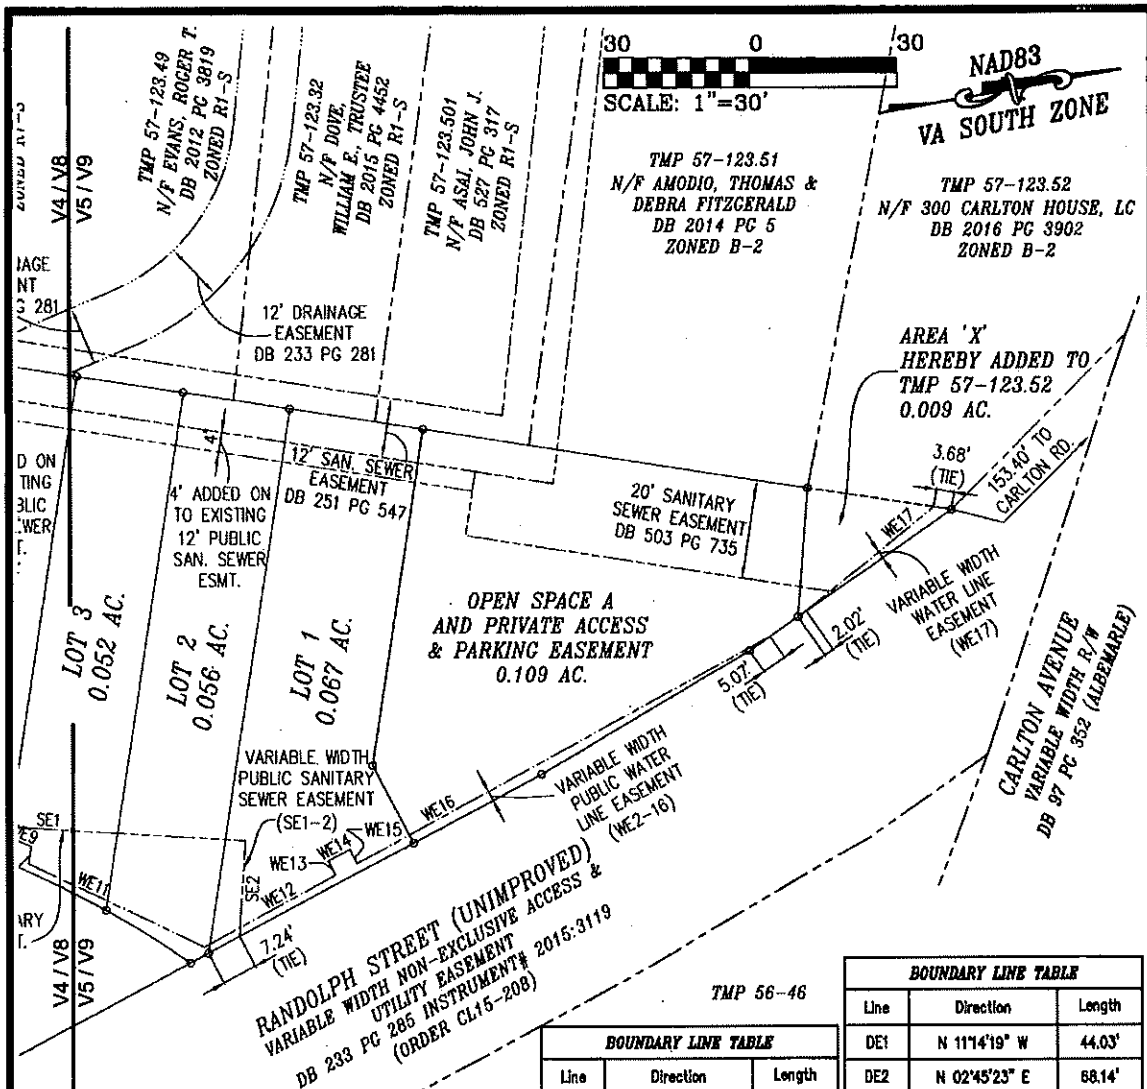 30 0 30
SCALE: 1"=30'
NAD83
VA SOUTH ZONE
TMP 57-123.49
N/F EVANS, ROGER T.
DB 2012 PG 3819
ZONED R1-S
TMP 57-123.32
N/F DOVE,
WILLIAM E., TRUSTEE
DB 2015 PG 4452
ZONED R1-S
TMP 57-123.501
N/F ASAI, JOHN J.
DB 527 PG 317
ZONED R1-S
TMP 57-123.51
N/F AMODIO, THOMAS &
DEBRA FITZGERALD
DB 2014 PG 5
ZONED B-2
TMP 57-123.52
N/F 300 CARLTON HOUSE, LC
DB 2016 PG 3902
ZONED B-2
ZONED R1-S
V4/V8
V5/V9
NT
281
12' DRAINAGE
EASEMENT
DB 233 PG 281
AREA 'X'
HEREBY ADDED TO
TMP 57-123.52
0.009 AC.
3.68'
(TIE)
153.40' TO
CARLTON RD.
4'
12' SAN. SEWER
EASEMENT
DB 251 PG 547
D ON
TING
4' ADDED ON
TO EXISTING
12' PUBLIC
SAN. SEWER
ESMT.
20' SANITARY
SEWER EASEMENT
DB 503 PG 735
WE17
VARIABLE WIDTH
WATER LINE
EASEMENT
(WE17)
2.02'
(TIE)
5.07'
(TIE)
OPEN SPACE A
AND PRIVATE ACCESS
& PARKING EASEMENT
0.109 AC.
LOT 3
0.052 AC.
LOT 2
0.056 AC.
LOT 1
0.067 AC.
CARLTON AVENUE
VARIABLE WIDTH R/W
DB 97 PG 352 (ALBEMARLE)
VARIABLE WIDTH
PUBLIC SANITARY
SEWER EASEMENT
(SE1-2)
VARIABLE WIDTH
PUBLIC WATER
LINE EASEMENT
(WE2-16)
SE1
WE11
SE2
WE12
WE13
WE14
WE15
WE16
7.24'
(TIE)
V4/V8
V5/V9
RANDOLPH STREET (UNIMPROVED)
VARIABLE WIDTH NON-EXCLUSIVE ACCESS &
UTILITY EASEMENT
DB 233 PG 285 INSTRUMENT# 2015:3119
(ORDER CL15-208)
TMP 56-46
BOUNDARY LINE TABLE
Line Direction Length
BOUNDARY LINE TABLE
Line Direction Length
DE1 N 11°14'19" W 44.03'
DE2 N 02°45'23" E 68.14'